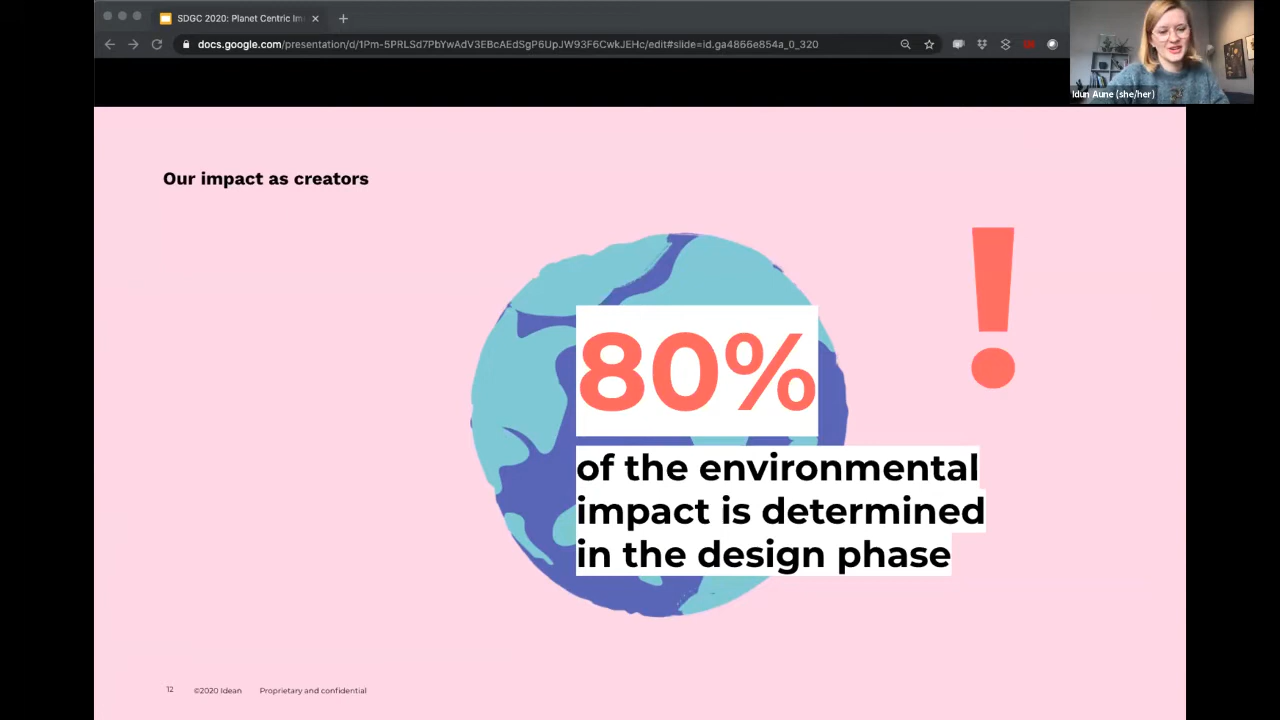 SDGC 2020: Planet Centric Im
docs.google.com/presentation/d/1Pm-5PRLSd7PbYwAdV3EBcAEdSgP6UpJW93F6CwkJEHc/edit#slide=id.ga4866e854a_0_320
Idun Aune (she/her)
Our impact as creators
!
80%
of the environmental
impact is determined
in the design phase
12 ©2020 Idean Proprietary and confidential